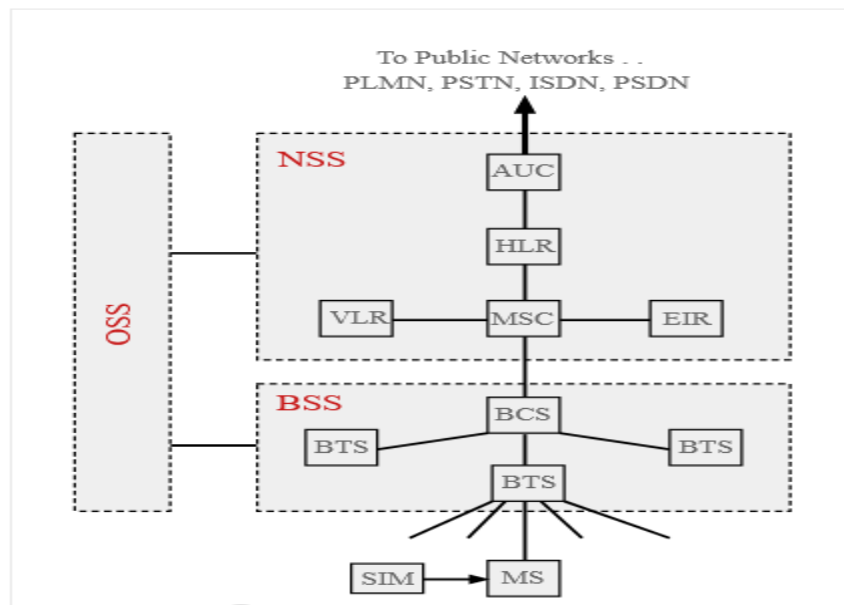 To Public Networks . .
PLMN, PSTN, ISDN, PSDN
NSS
AUC
HLR
VLR
MSC
EIR
OSS
BSS
BCS
BTS
BTS
BTS
SIM
MS